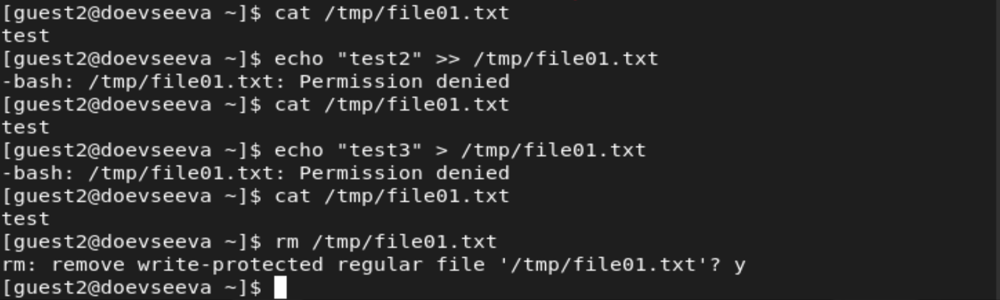 [guest2@doevseeva ~]$ cat /tmp/file01.txt
test
[guest2@doevseeva ~]$ echo "test2" >> /tmp/file01.txt
-bash: /tmp/file01.txt: Permission denied
[guest2@doevseeva ~]$ cat /tmp/file01.txt
test
[guest2@doevseeva ~]$ echo "test3" > /tmp/file01.txt
-bash: /tmp/file01.txt: Permission denied
[guest2@doevseeva ~]$ cat /tmp/file01.txt
test
[guest2@doevseeva ~]$ rm /tmp/file01.txt
rm: remove write-protected regular file '/tmp/file01.txt'? y
[guest2@doevseeva ~]$